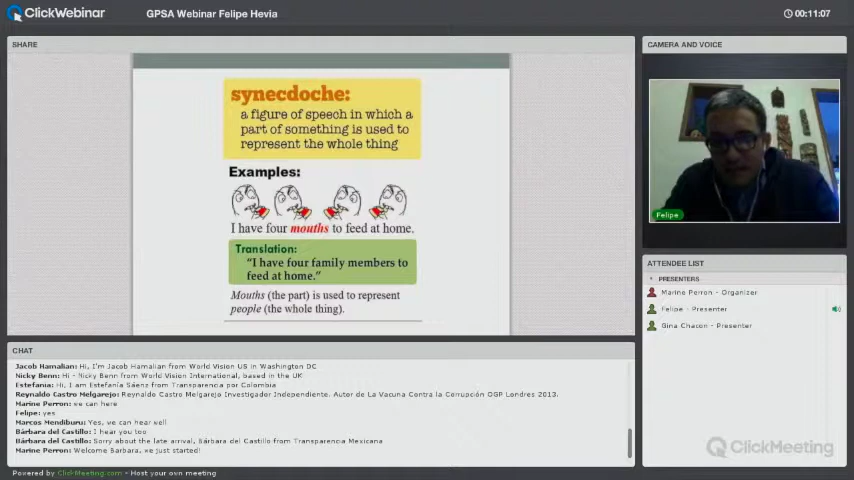 ClickWebinar
GPSA Webinar Felipe Hevia
00:11:07
SHARE
synecdoche:
a figure of speech in which a
part of something is used to
represent the whole thing
Examples:
I have four mouths to feed at home.
Translation:
"I have four family members to
feed at home."
Mouths (the part) is used to represent
people (the whole thing).
CAMERA AND VOICE
Felipe
ATTENDEE LIST
PRESENTERS
Marine Perron - Organizer
Felipe - Presenter
Gina Chacon - Presenter
CHAT
Jacob Hamalian: Hi, I'm Jacob Hamalian from World Vision US in Washington DC
Nicky Benn: Hi - Nicky Benn from World Vision International, based in the UK
Estefania: Hi, I am Estefanía Sáenz from Transparencia por Colombia
Reynaldo Castro Melgarejo: Reynaldo Castro Melgarejo Investigador Independiente. Autor de La Vacuna Contra la Corrupción OGP Londres 2013.
Marine Perron: we can here
Felipe: yes
Marcos Mendiburu: Yes, we can hear well
Bárbara del Castillo: I hear you too
Bárbara del Castillo: Sorry about the late arrival, Bárbara del Castillo from Transparencia Mexicana
Marine Perron: Welcome Barbara, we just started!
ClickMeeting
Powered by ClickMeeting.com - Host your own meeting